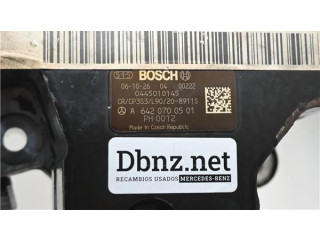 BOSCH
06-10-26 04 00222
0445010145
CR/CP3S3/L90/20-8911S
A 642 070 05 01
PH 0012
Made in Czech Republic
Dbnz.net
RECAMBIOS USADOS MERCEDES-BENZ